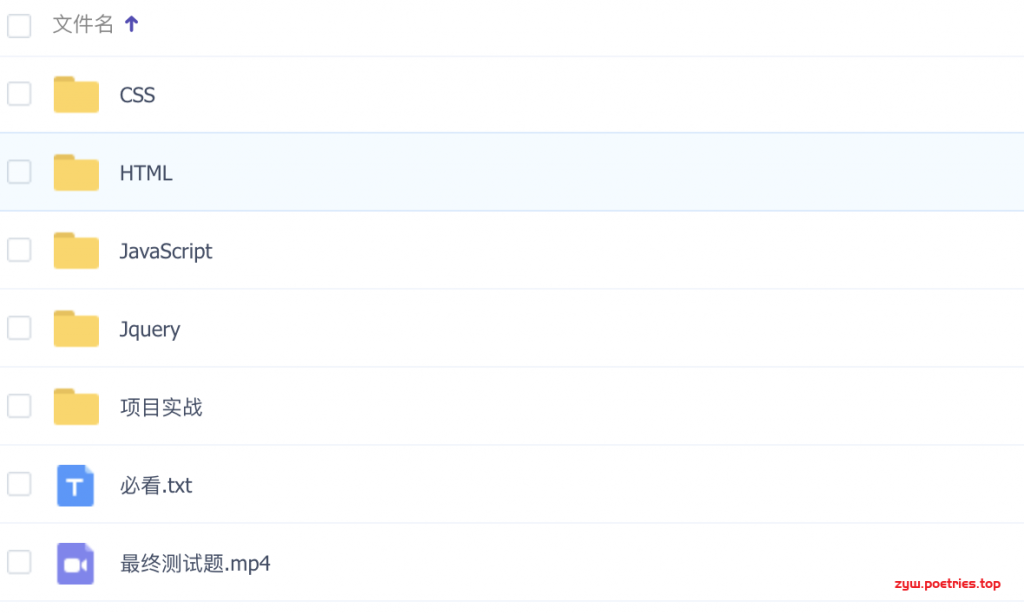 文件名
CSS
HTML
JavaScript
Jquery
项目实战
必看.txt
最终测试题.mp4
zyw.poetries.top